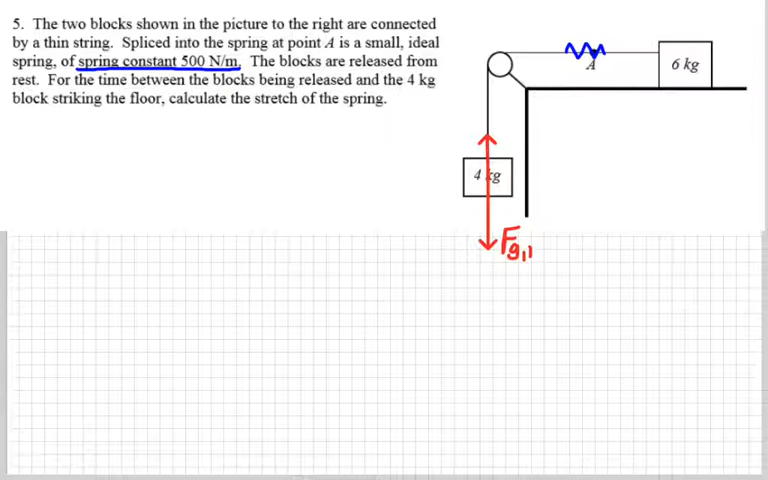 5. The two blocks shown in the picture to the right are connected
by a thin string. Spliced into the spring at point A is a small, ideal
spring, of spring constant 500 N/m. The blocks are released from
rest. For the time between the blocks being released and the 4 kg
block striking the floor, calculate the stretch of the spring.
A
6 kg
4 kg
Fg,1